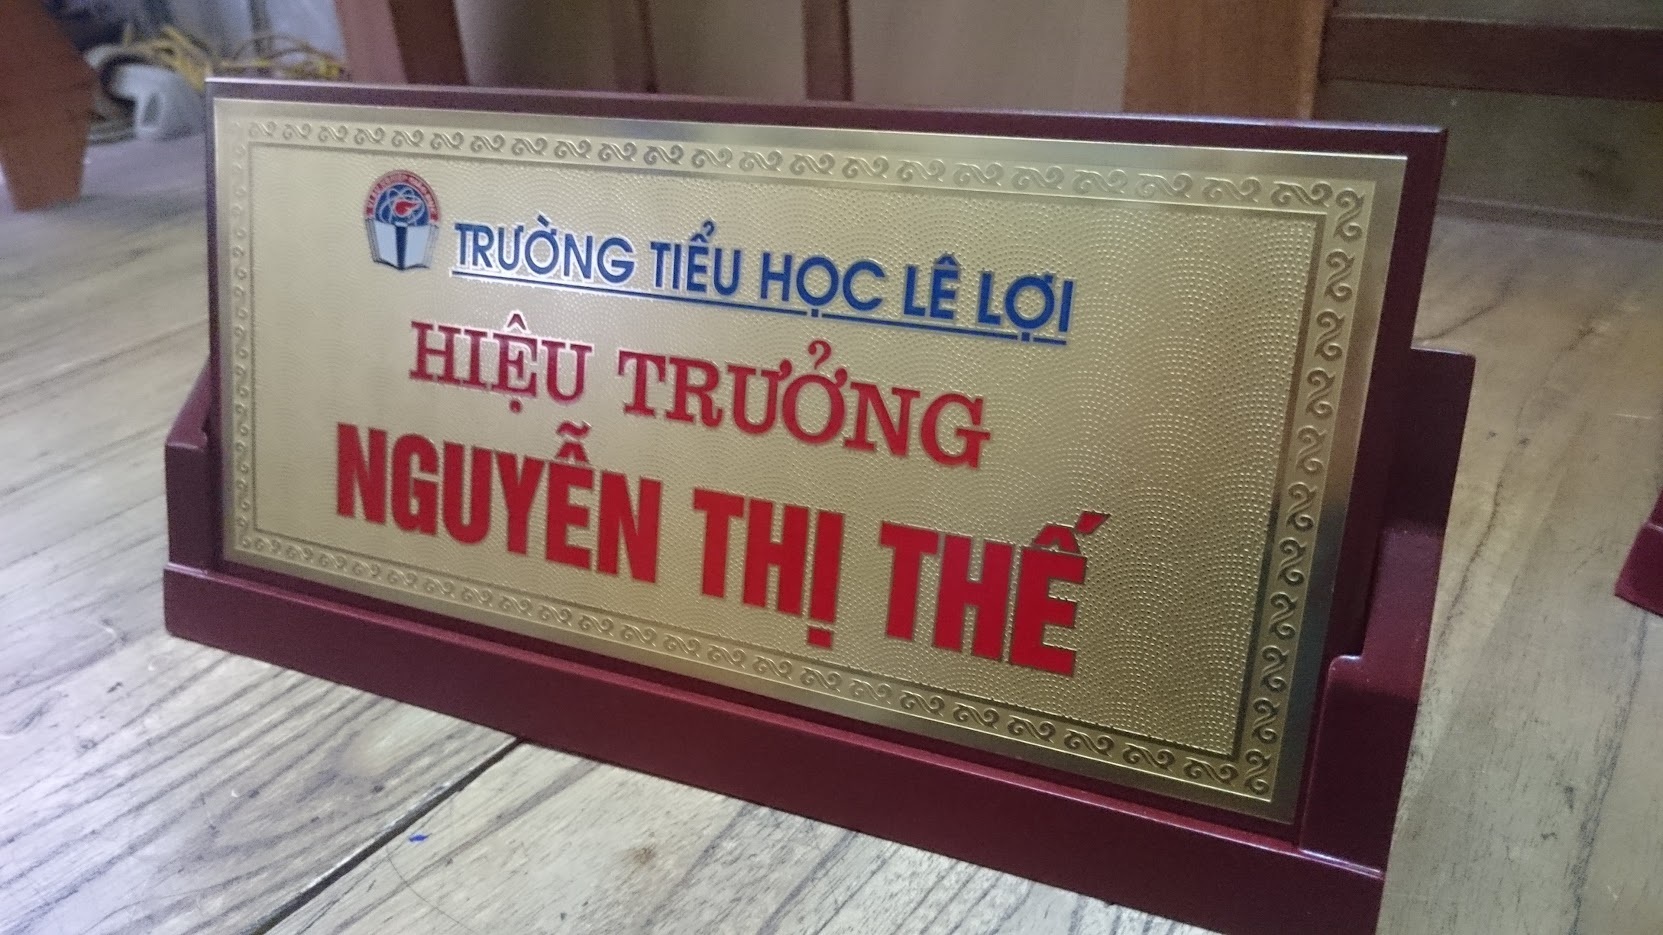 TRƯỜNG TIỂU HỌC LÊ LỢI
HIỆU TRƯỞNG
NGUYỄN THỊ THẾ